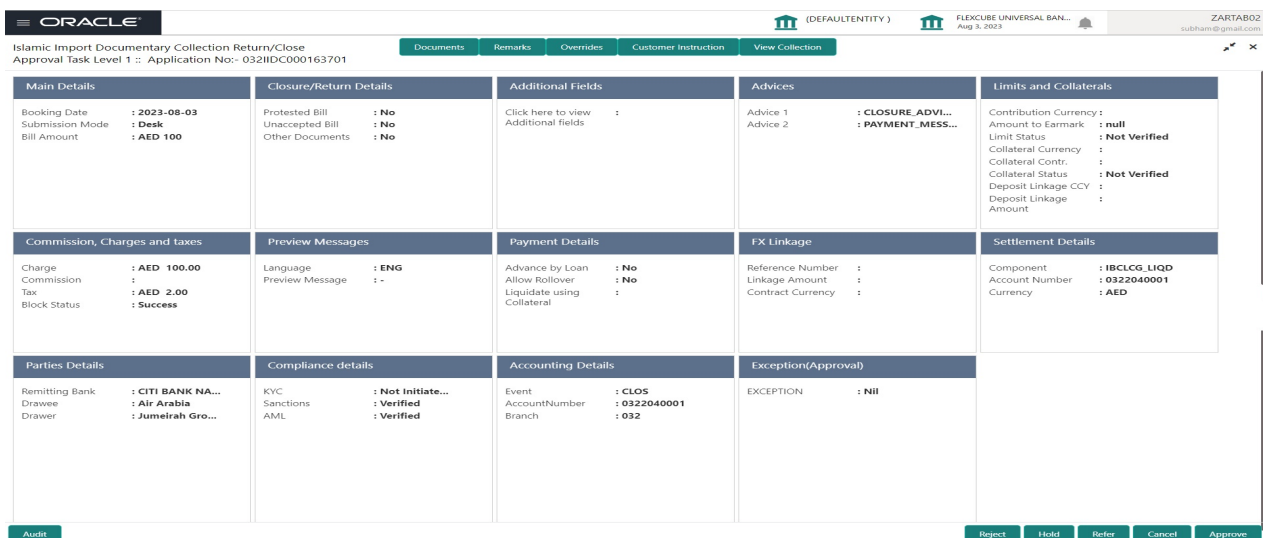 ORACLE
(DEFAULTENTITY )
FLEXCUBE UNIVERSAL BAN...
Aug 3, 2023
ZARTAB02
subham@gmail.com
Islamic Import Documentary Collection Return/Close
Approval Task Level 1 :: Application No:- 032IIDC000163701
Documents
Remarks
Overrides
Customer Instruction
View Collection
Main Details
Booking Date : 2023-08-03
Submission Mode : Desk
Bill Amount : AED 100
Closure/Return Details
Protested Bill : No
Unaccepted Bill : No
Other Documents : No
Additional Fields
Click here to view :
Additional fields
Advices
Advice 1 : CLOSURE_ADVI...
Advice 2 : PAYMENT_MESS...
Limits and Collaterals
Contribution Currency :
Amount to Earmark : null
Limit Status : Not Verified
Collateral Currency :
Collateral Contr. :
Collateral Status : Not Verified
Deposit Linkage CCY :
Deposit Linkage :
Amount
Commission, Charges and taxes
Charge : AED 100.00
Commission :
Tax : AED 2.00
Block Status : Success
Preview Messages
Language : ENG
Preview Message : -
Payment Details
Advance by Loan : No
Allow Rollover : No
Liquidate using :
Collateral
FX Linkage
Reference Number :
Linkage Amount :
Contract Currency :
Settlement Details
Component : IBCLCG_LIQD
Account Number : 0322040001
Currency : AED
Parties Details
Remitting Bank : CITI BANK NA...
Drawee : Air Arabia
Drawer : Jumeirah Gro...
Compliance details
KYC : Not Initiate...
Sanctions : Verified
AML : Verified
Accounting Details
Event : CLOS
AccountNumber : 0322040001
Branch : 032
Exception(Approval)
EXCEPTION : Nil
Audit
Reject
Hold
Refer
Cancel
Approve